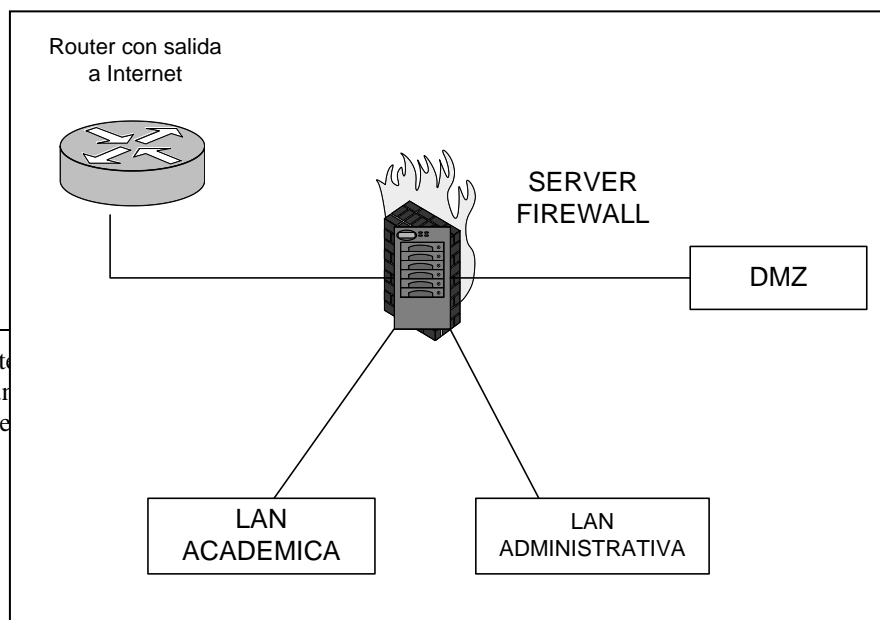 Router con salida
a Internet
SERVER
FIREWALL
DMZ
LAN
ACADEMICA
LAN
ADMINISTRATIVA